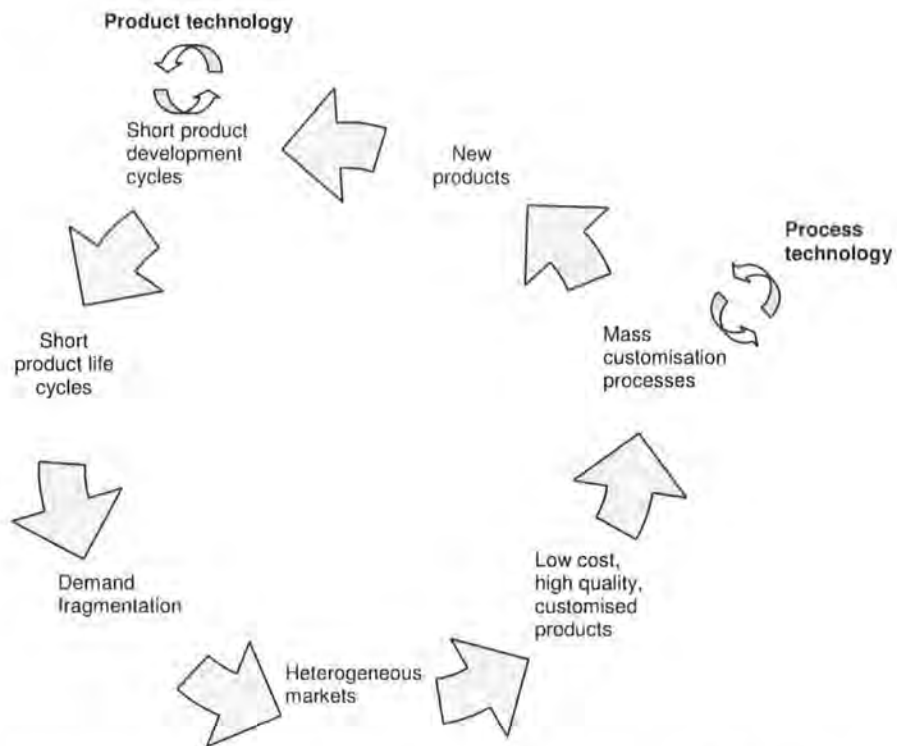 Product technology
Short product
development
cycles
New
products
Process
technology
Short
product life
cycles
Mass
customisation
processes
Demand
fragmentation
Low cost,
high quality,
customised
products
Heterogeneous
markets